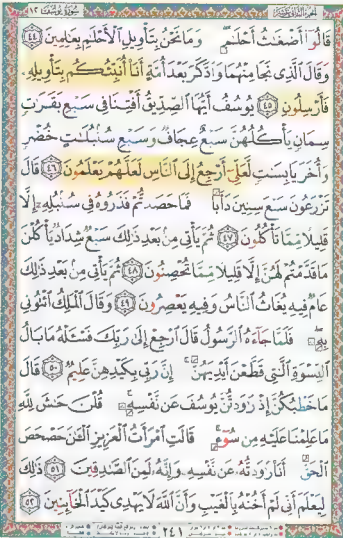 الجزء الثاني عشر سورة يوسف ١٢
قَالُوٓا۟ أَضْغَٰثُ أَحْلَٰمٍ وَمَا نَحْنُ بِتَأْوِيلِ ٱلْأَحْلَٰمِ بِعَٰلِمِينَ ٤٤
وَقَالَ ٱلَّذِى نَجَا مِنْهُمَا وَٱدَّكَرَ بَعْدَ أُمَّةٍ أَنَا۠ أُنَبِّئُكُم بِتَأْوِيلِهِۦ
فَأَرْسِلُونِ ٤٥ يُوسُفُ أَيُّهَا ٱلصِّدِّيقُ أَفْتِنَا فِى سَبْعِ بَقَرَٰتٍ
سِمَانٍ يَأْكُلُهُنَّ سَبْعٌ عِجَافٌ وَسَبْعِ سُنۢبُلَٰتٍ خُضْرٍ
وَأُخَرَ يَابِسَٰتٍ لَّعَلِّىٓ أَرْجِعُ إِلَى ٱلنَّاسِ لَعَلَّهُمْ يَعْلَمُونَ ٤٦ قَالَ
تَزْرَعُونَ سَبْعَ سِنِينَ دَأَبًا فَمَا حَصَدتُّمْ فَذَرُوهُ فِى سُنۢبُلِهِۦٓ إِلَّا
قَلِيلًا مِّمَّا تَأْكُلُونَ ٤٧ ثُمَّ يَأْتِى مِنۢ بَعْدِ ذَٰلِكَ سَبْعٌ شِدَادٌ يَأْكُلْنَ
مَا قَدَّمْتُمْ لَهُنَّ إِلَّا قَلِيلًا مِّمَّا تُحْصِنُونَ ٤٨ ثُمَّ يَأْتِى مِنۢ بَعْدِ ذَٰلِكَ
عَامٌ فِيهِ يُغَاثُ ٱلنَّاسُ وَفِيهِ يَعْصِرُونَ ٤٩ وَقَالَ ٱلْمَلِكُ ٱئْتُونِى
بِهِۦ فَلَمَّا جَآءَهُ ٱلرَّسُولُ قَالَ ٱرْجِعْ إِلَىٰ رَبِّكَ فَسْـَٔلْهُ مَا بَالُ
ٱلنِّسْوَةِ ٱلَّٰتِى قَطَّعْنَ أَيْدِيَهُنَّ إِنَّ رَبِّى بِكَيْدِهِنَّ عَلِيمٌ ٥٠ قَالَ
مَا خَطْبُكُنَّ إِذْ رَٰوَدتُّنَّ يُوسُفَ عَن نَّفْسِهِۦ قُلْنَ حَٰشَ لِلَّهِ
مَا عَلِمْنَا عَلَيْهِ مِن سُوٓءٍ قَالَتِ ٱمْرَأَتُ ٱلْعَزِيزِ ٱلْـَٰٔنَ حَصْحَصَ
ٱلْحَقُّ أَنَا۠ رَٰوَدتُّهُۥ عَن نَّفْسِهِۦ وَإِنَّهُۥ لَمِنَ ٱلصَّٰدِقِينَ ٥١ ذَٰلِكَ
لِيَعْلَمَ أَنِّى لَمْ أَخُنْهُ بِٱلْغَيْبِ وَأَنَّ ٱللَّهَ لَا يَهْدِى كَيْدَ ٱلْخَآئِنِينَ ٥٢
٢٤١